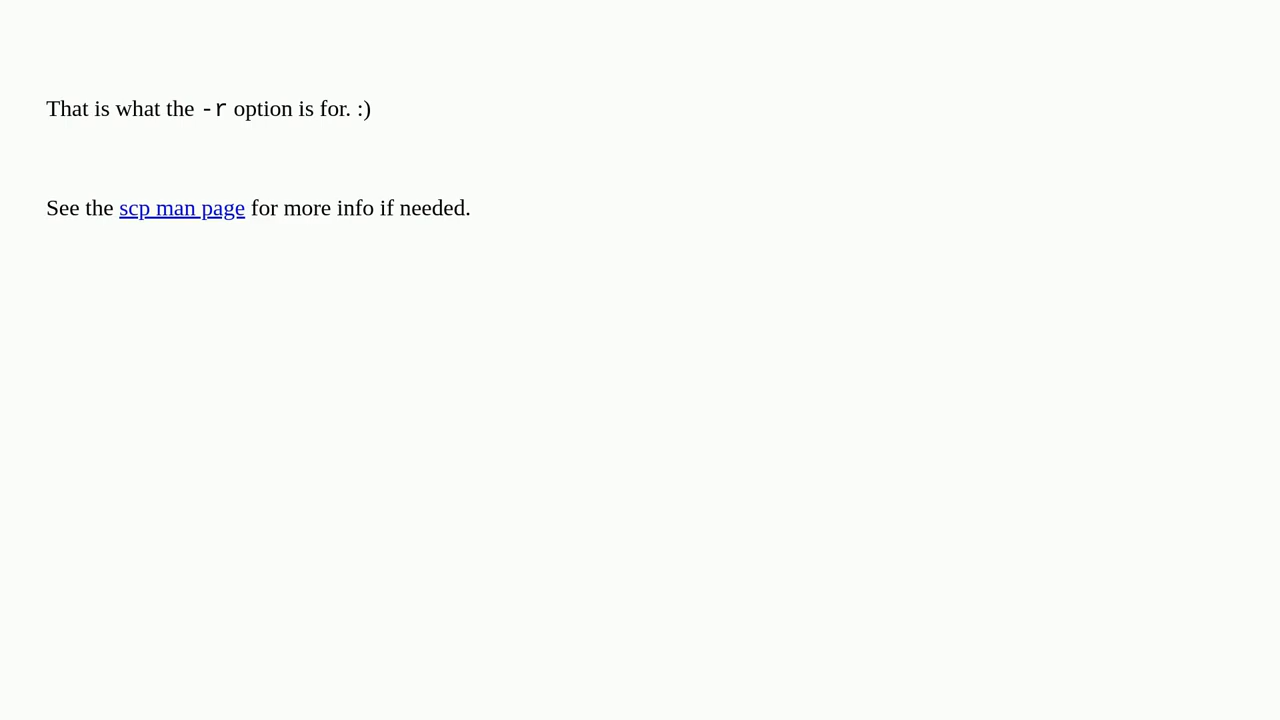 That is what the -r option is for. :)
See the scp man page for more info if needed.